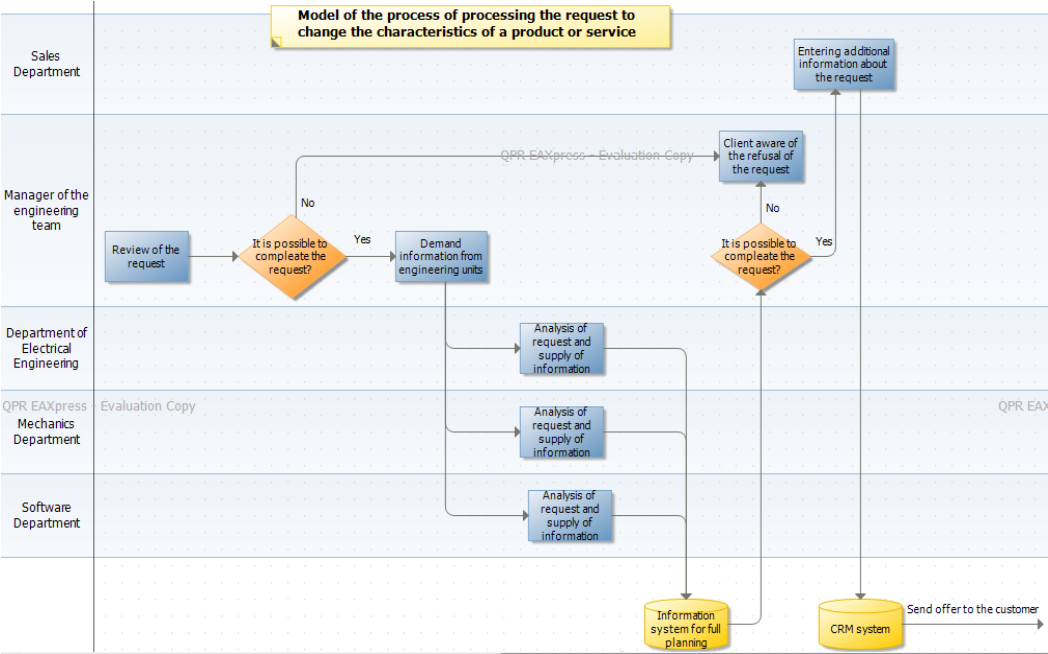 Model of the process of processing the request to
change the characteristics of a product or service
Sales
Department
Entering additional
information about
the request
Manager of the
engineering
team
QPR EAXpress - Evaluation Copy
Client aware of
the refusal of
the request
No
No
Review of the
request
It is possible to
compleate the
request?
Yes
Demand
information from
engineering units
It is possible to
compleate the
request?
Yes
Department of
Electrical
Engineering
Analysis of
request and
supply of
information
QPR EAXpress - Evaluation Copy
QPR EAX
Mechanics
Department
Analysis of
request and
supply of
information
Software
Department
Analysis of
request and
supply of
information
Information
system for full
planning
CRM system
Send offer to the customer